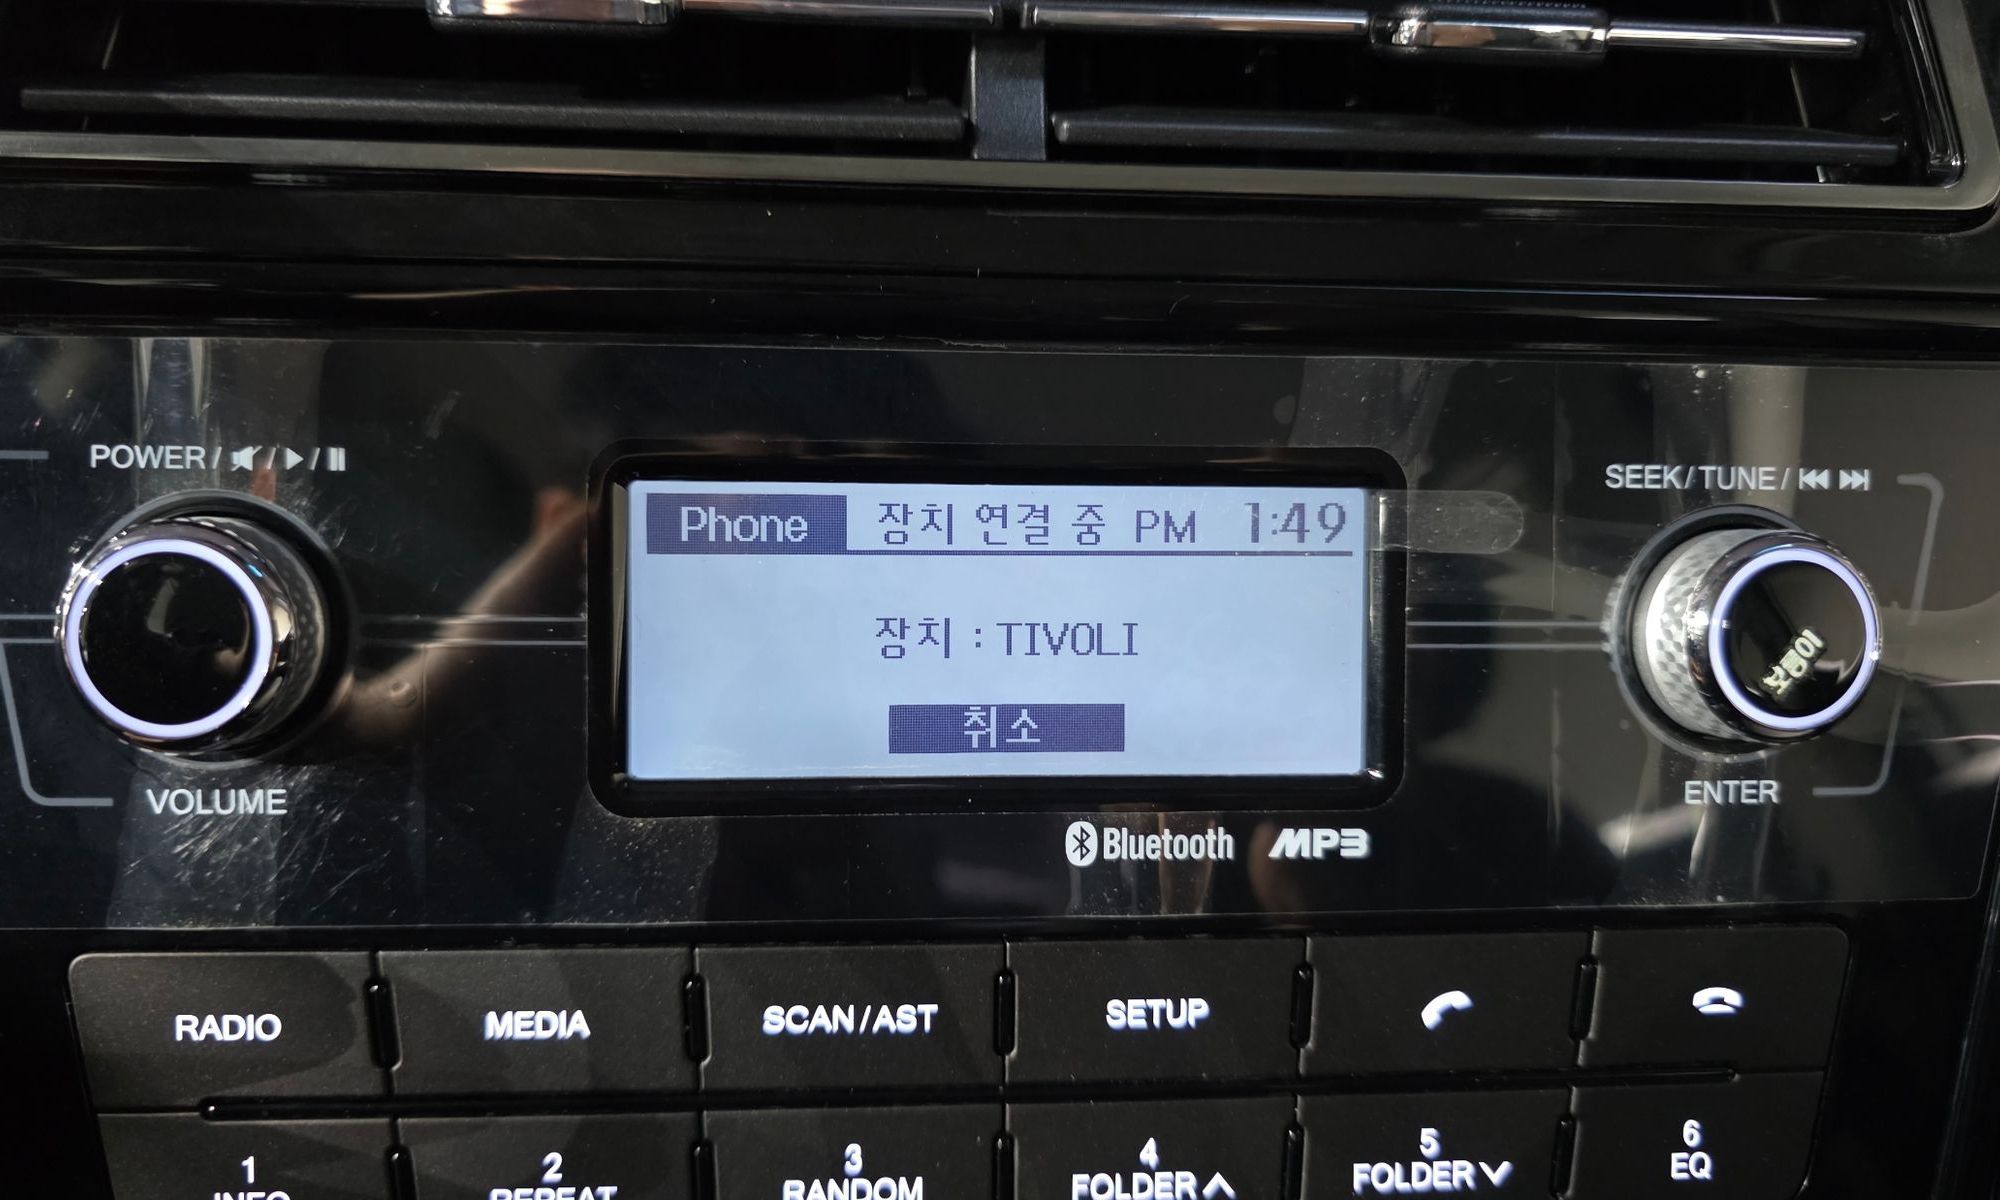 POWER / / /
SEEK / TUNE /
Phone 장치 연결 중 PM 1:49
장치 : TIVOLI
취소
VOLUME
ENTER
Bluetooth MP3
RADIO MEDIA SCAN/AST SETUP
1 2 3 4 5 6
INFO REPEAT RANDOM FOLDER∧ FOLDER∨ EQ